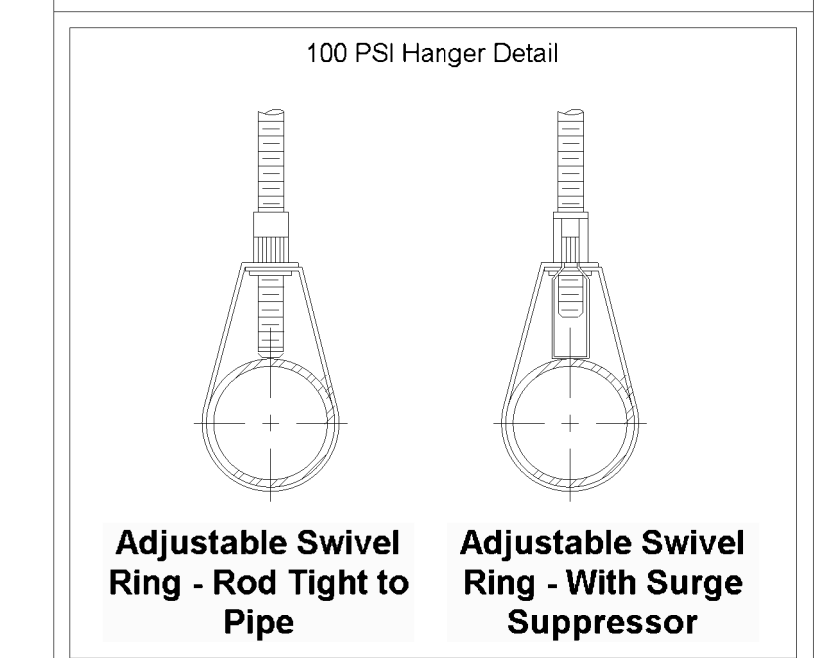 100 PSI Hanger Detail
Adjustable Swivel
Ring - Rod Tight to
Pipe
Adjustable Swivel
Ring - With Surge
Suppressor